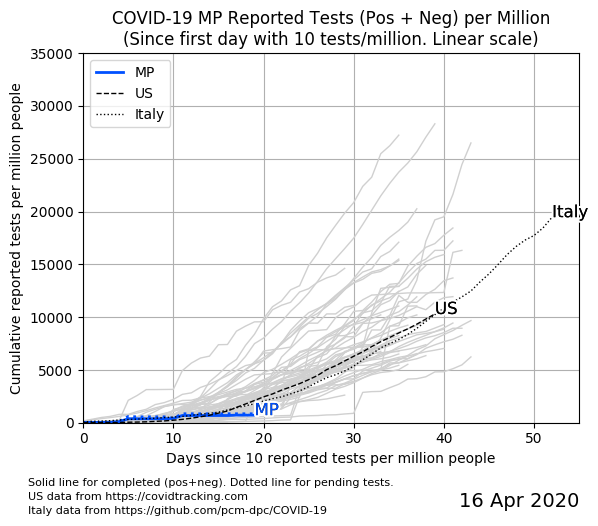 COVID-19 MP Reported Tests (Pos + Neg) per Million
(Since first day with 10 tests/million. Linear scale)
Cumulative reported tests per million people
35000
30000
25000
20000
15000
10000
5000
0
MP
US
Italy
Italy
US
MP
0 10 20 30 40 50
Days since 10 reported tests per million people
Solid line for completed (pos+neg). Dotted line for pending tests.
US data from https://covidtracking.com
Italy data from https://github.com/pcm-dpc/COVID-19
16 Apr 2020